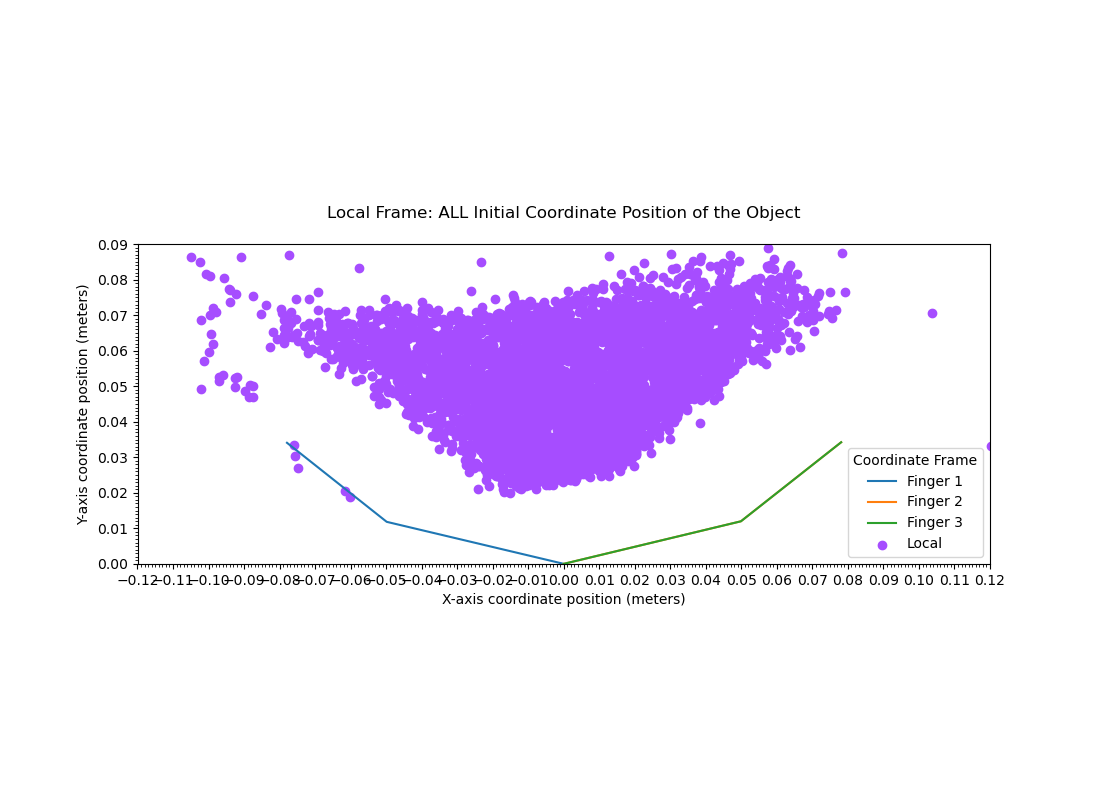 Local Frame: ALL Initial Coordinate Position of the Object
0.09
0.08
0.07
0.06
0.05
0.04
0.03
0.02
0.01
0.00
Y-axis coordinate position (meters)
Coordinate Frame
Finger 1
Finger 2
Finger 3
Local
−0.12 −0.11 −0.10 −0.09 −0.08 −0.07 −0.06 −0.05 −0.04 −0.03 −0.02 −0.01 0.00 0.01 0.02 0.03 0.04 0.05 0.06 0.07 0.08 0.09 0.10 0.11 0.12
X-axis coordinate position (meters)